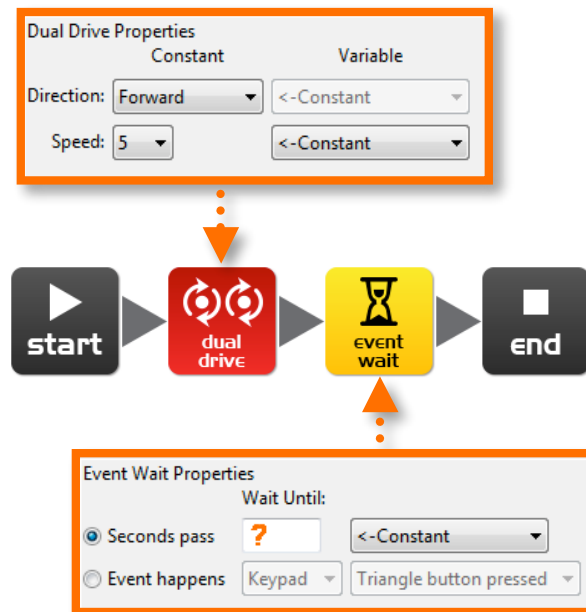 Dual Drive Properties
Constant Variable
Direction: Forward <-Constant
Speed: 5 <-Constant
start
dual
drive
event
wait
end
Event Wait Properties
Wait Until:
Seconds pass ? <-Constant
Event happens Keypad Triangle button pressed